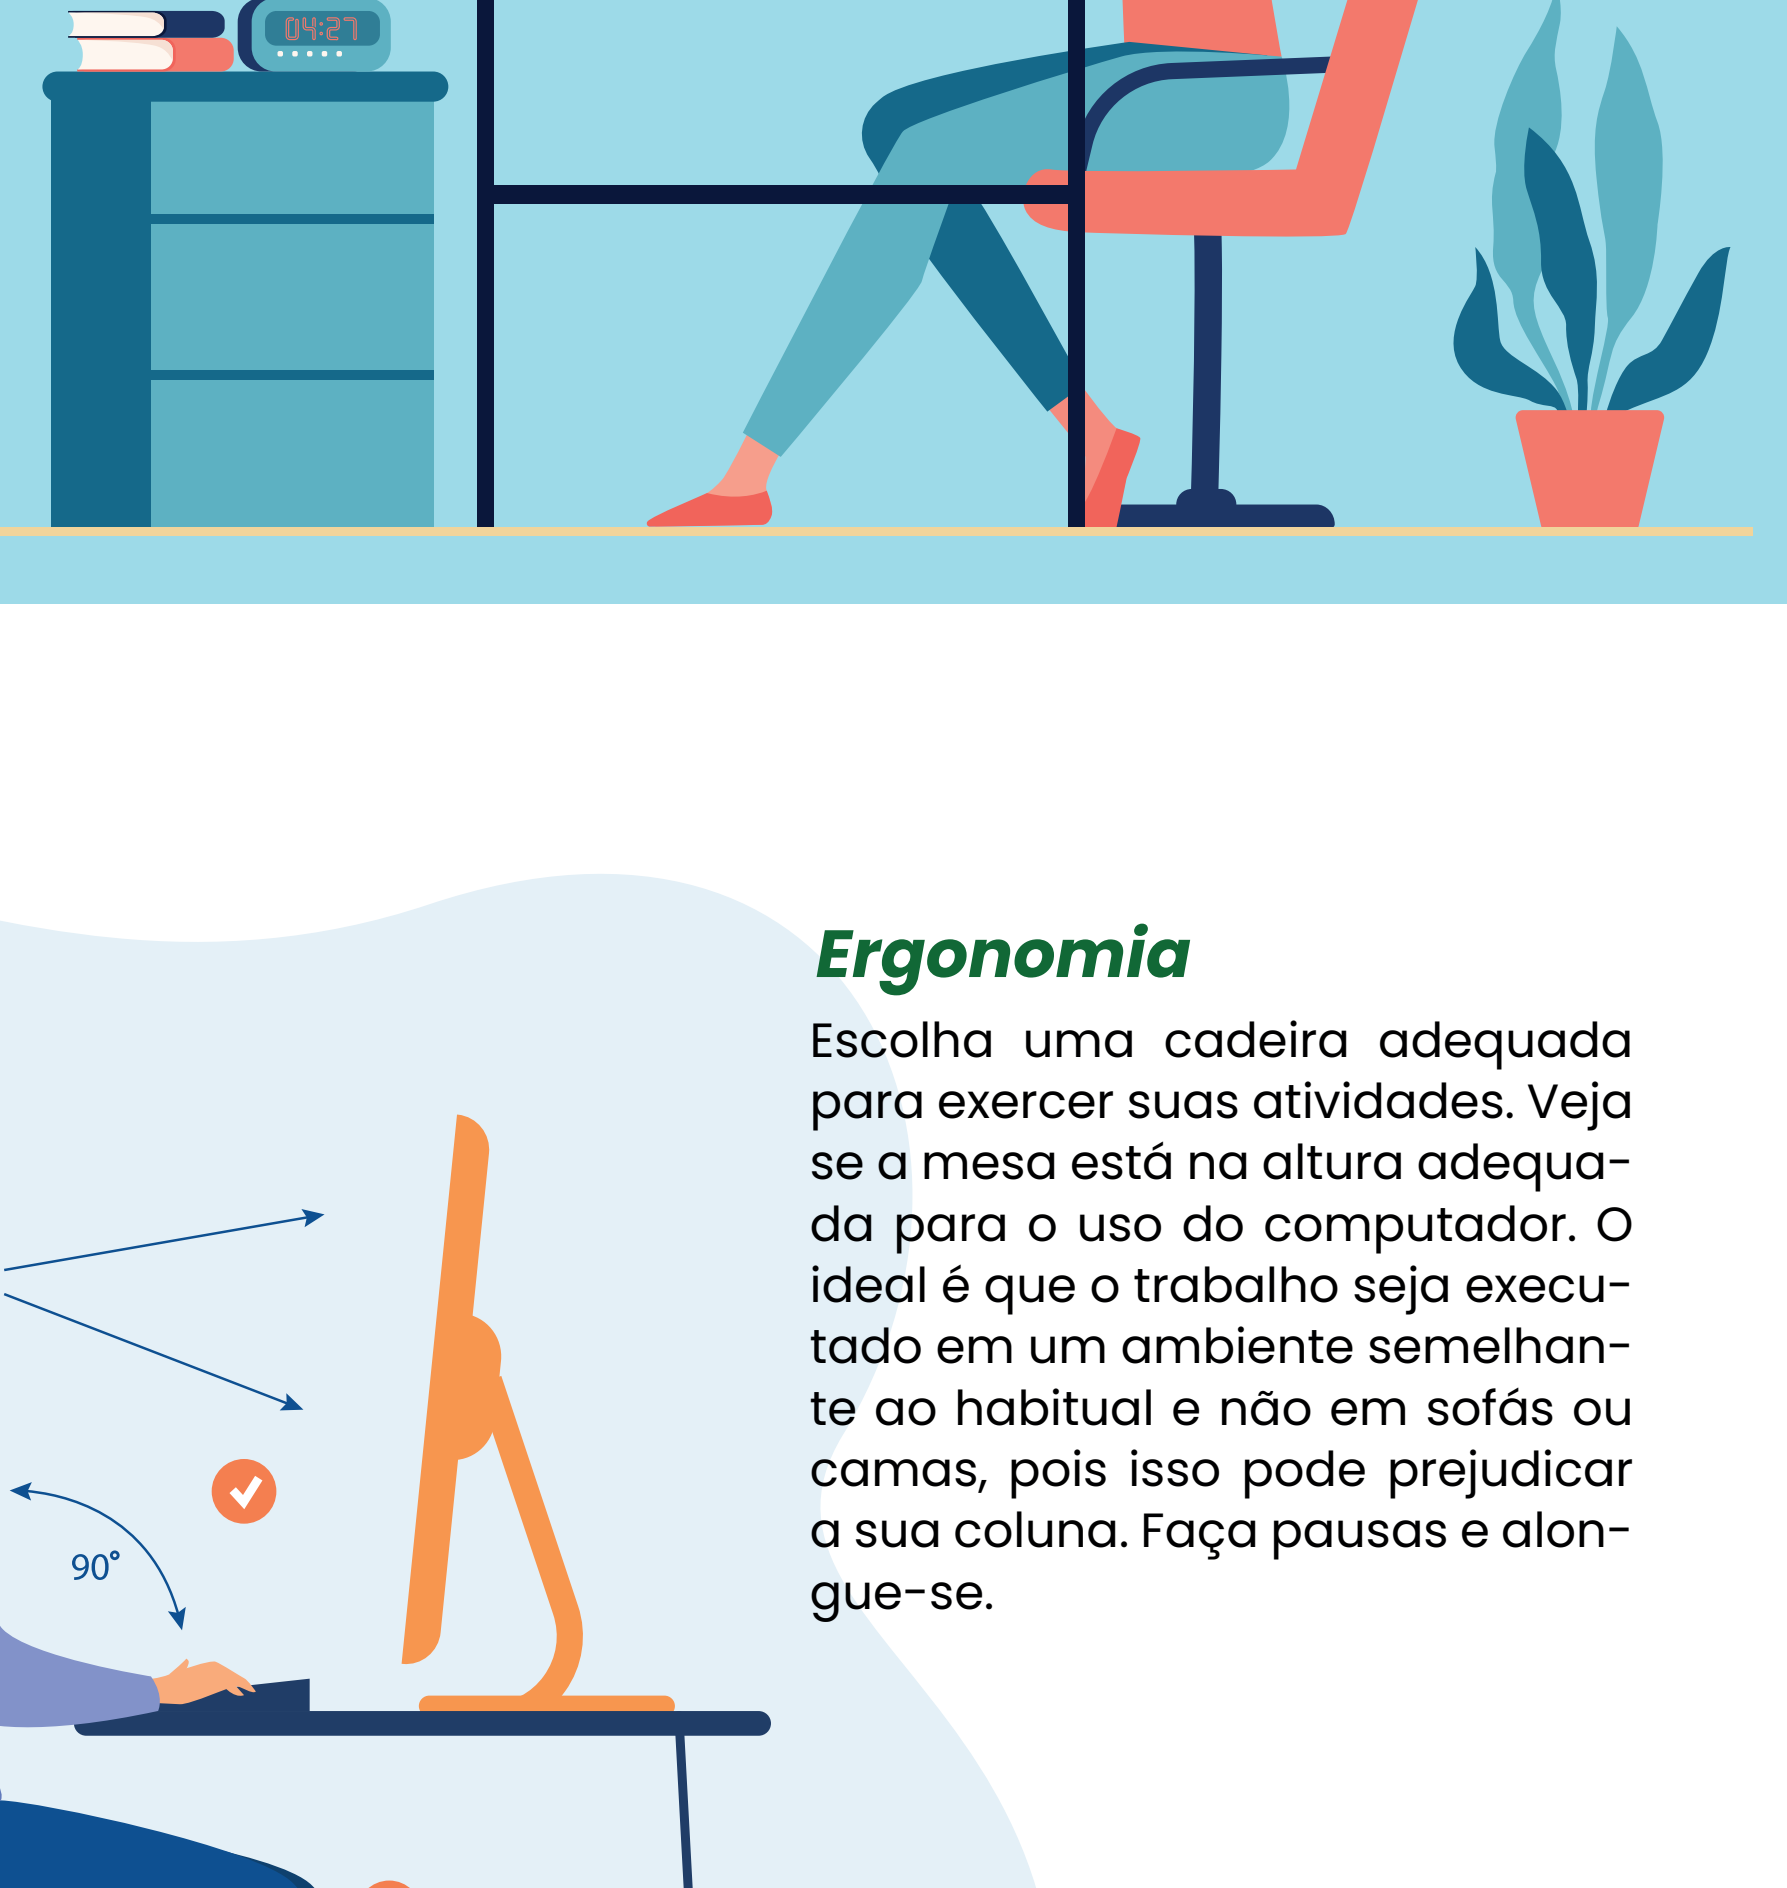 04:27
Ergonomia
Escolha uma cadeira adequada
para exercer suas atividades. Veja
se a mesa está na altura adequa-
da para o uso do computador. O
ideal é que o trabalho seja execu-
tado em um ambiente semelhan-
te ao habitual e não em sofás ou
camas, pois isso pode prejudicar
a sua coluna. Faça pausas e alon-
gue-se.
90°